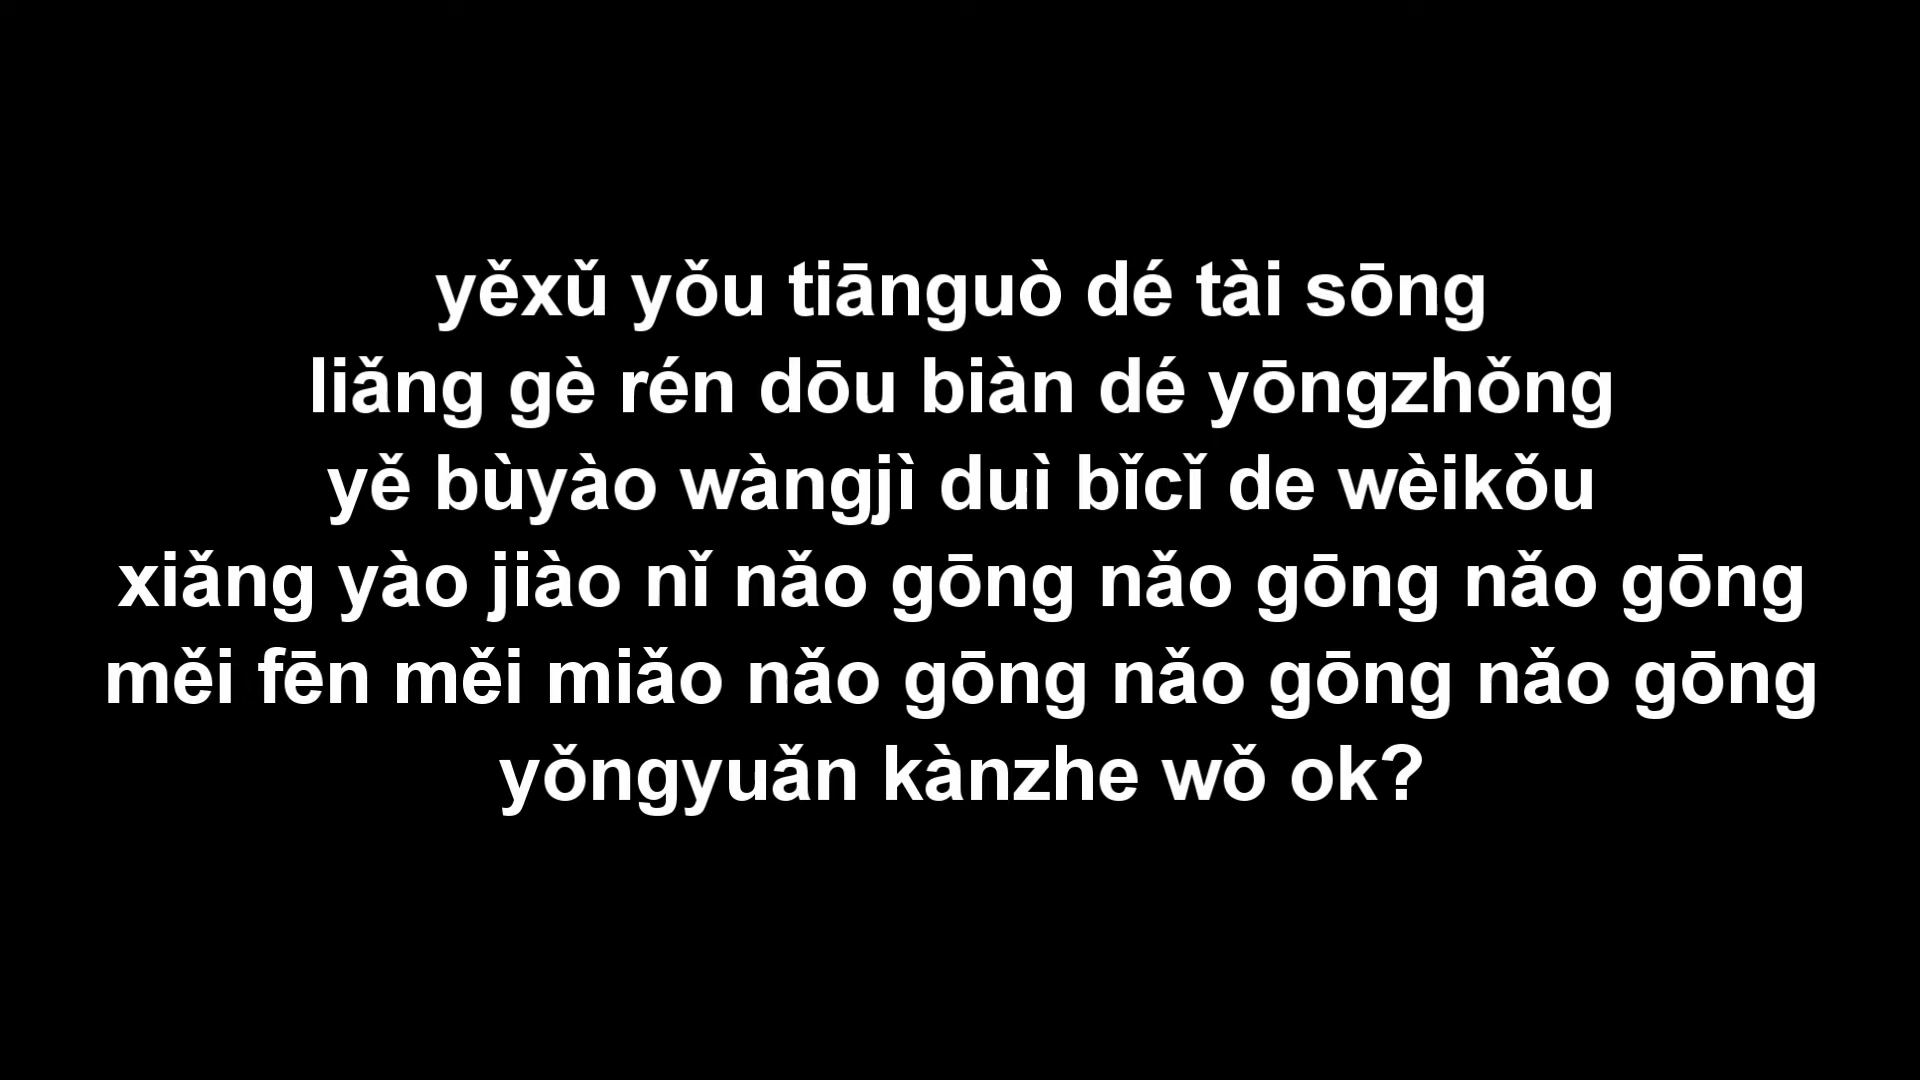 yěxǔ yǒu tiānguò dé tài sōng
liǎng gè rén dōu biàn dé yōngzhǒng
yě bùyào wàngjì duì bǐcǐ de wèikǒu
xiǎng yào jiào nǐ nǎo gōng nǎo gōng nǎo gōng
měi fēn měi miǎo nǎo gōng nǎo gōng nǎo gōng
yǒngyuǎn kànzhe wǒ ok?